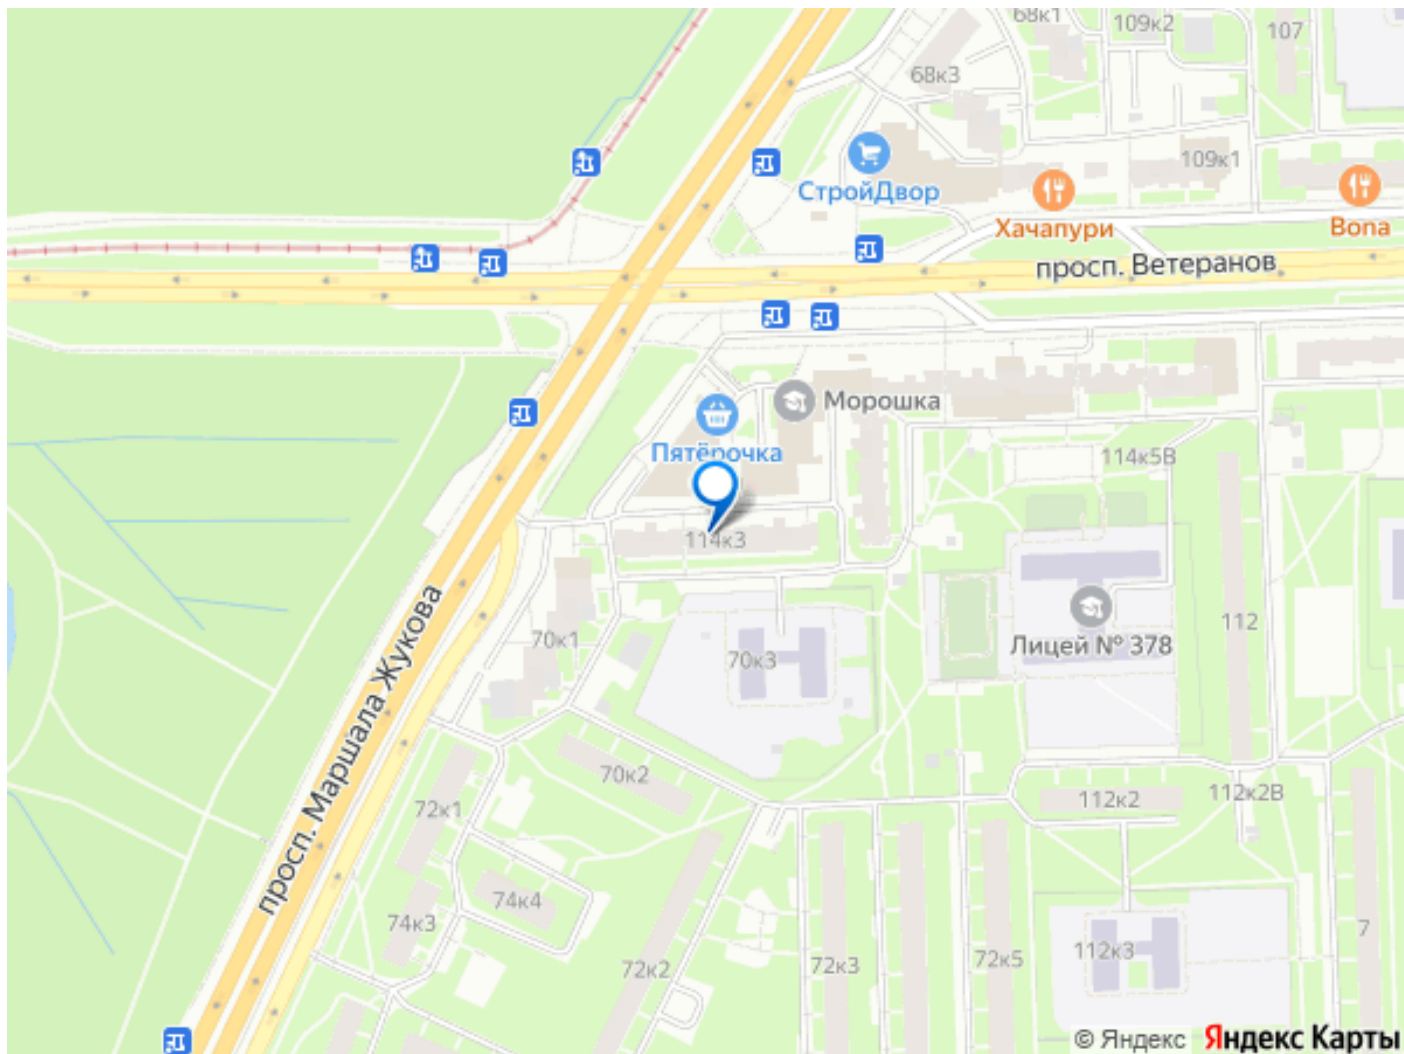 68к1
109к2
107
68к3
109к1
СтройДвор
Хачапури
Bona
просп. Ветеранов
Морошка
Пятёрочка
114к5В
114к3
просп. Маршала Жукова
70к1
70к3
Лицей № 378
112
70к2
72к1
112к2
112к2В
74к4
74к3
72к2
72к3
72к5
112к3
7
© Яндекс Яндекс Карты